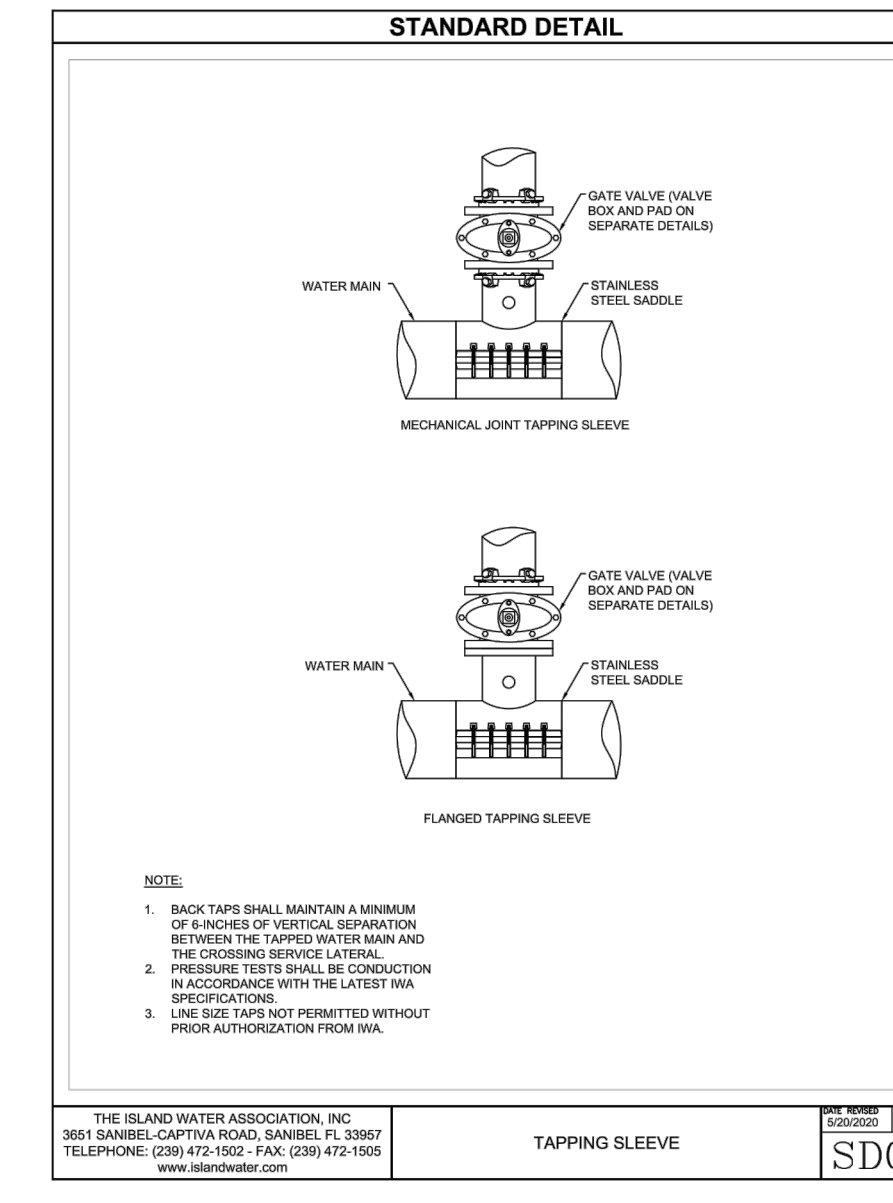 STANDARD DETAIL
GATE VALVE (VALVE
BOX AND PAD ON
SEPARATE DETAILS)
WATER MAIN
STAINLESS
STEEL SADDLE
MECHANICAL JOINT TAPPING SLEEVE
GATE VALVE (VALVE
BOX AND PAD ON
SEPARATE DETAILS)
WATER MAIN
STAINLESS
STEEL SADDLE
FLANGED TAPPING SLEEVE
NOTE:
1. BACK TAPS SHALL MAINTAIN A MINIMUM
OF 6-INCHES OF VERTICAL SEPARATION
BETWEEN THE TAPPED WATER MAIN AND
THE CROSSING SERVICE LATERAL.
2. PRESSURE TESTS SHALL BE CONDUCTION
IN ACCORDANCE WITH THE LATEST IWA
SPECIFICATIONS.
3. LINE SIZE TAPS NOT PERMITTED WITHOUT
PRIOR AUTHORIZATION FROM IWA.
THE ISLAND WATER ASSOCIATION, INC
3651 SANIBEL-CAPTIVA ROAD, SANIBEL FL 33957
TELEPHONE: (239) 472-1502 - FAX: (239) 472-1505
www.islandwater.com
TAPPING SLEEVE
DATE REVISED
5/20/2020